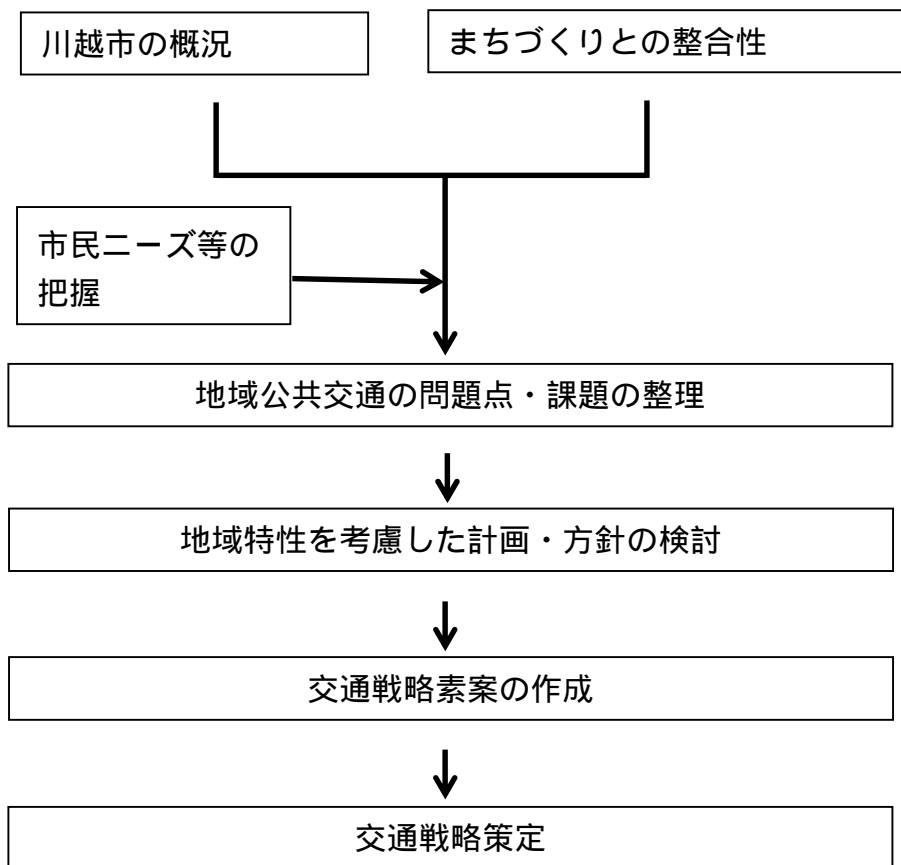 川越市の概況
まちづくりとの整合性
市民ニーズ等の
把握
地域公共交通の問題点・課題の整理
地域特性を考慮した計画・方針の検討
交通戦略素案の作成
交通戦略策定